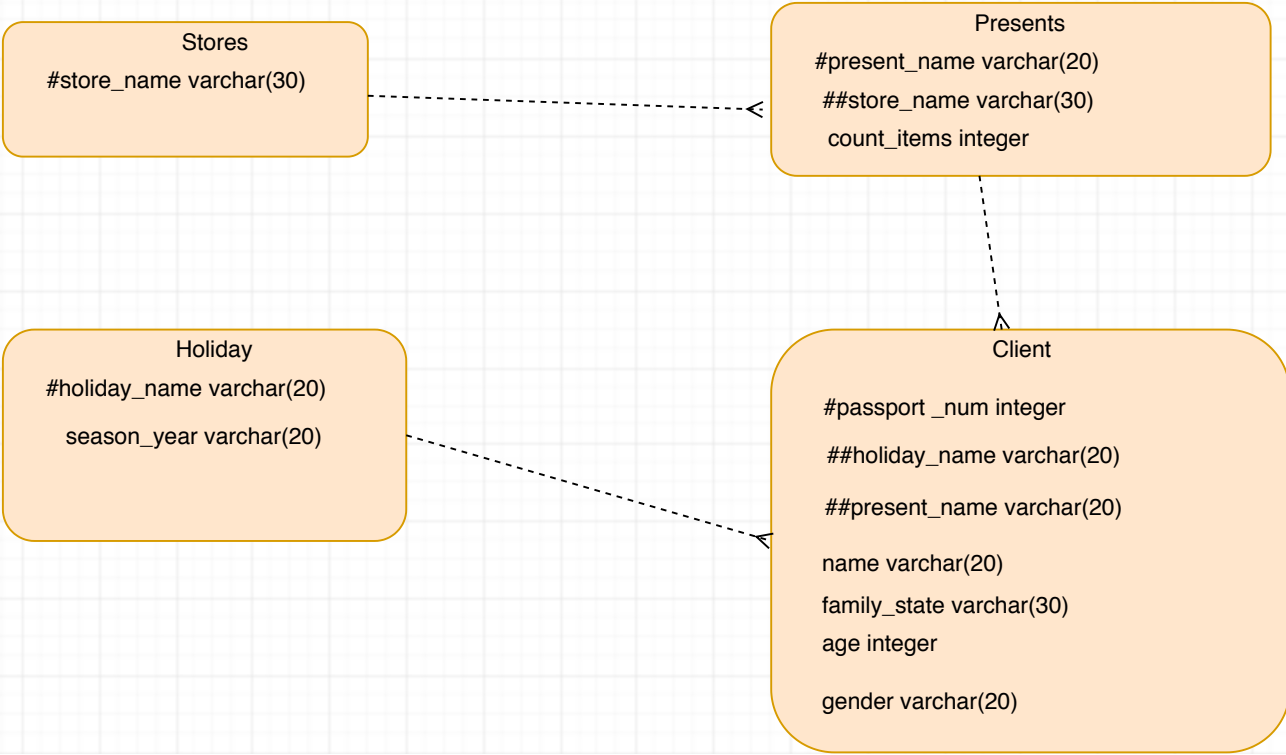 Stores
#store_name varchar(30)
Presents
#present_name varchar(20)
##store_name varchar(30)
count_items integer
Holiday
#holiday_name varchar(20)
season_year varchar(20)
Client
#passport _num integer
##holiday_name varchar(20)
##present_name varchar(20)
name varchar(20)
family_state varchar(30)
age integer
gender varchar(20)